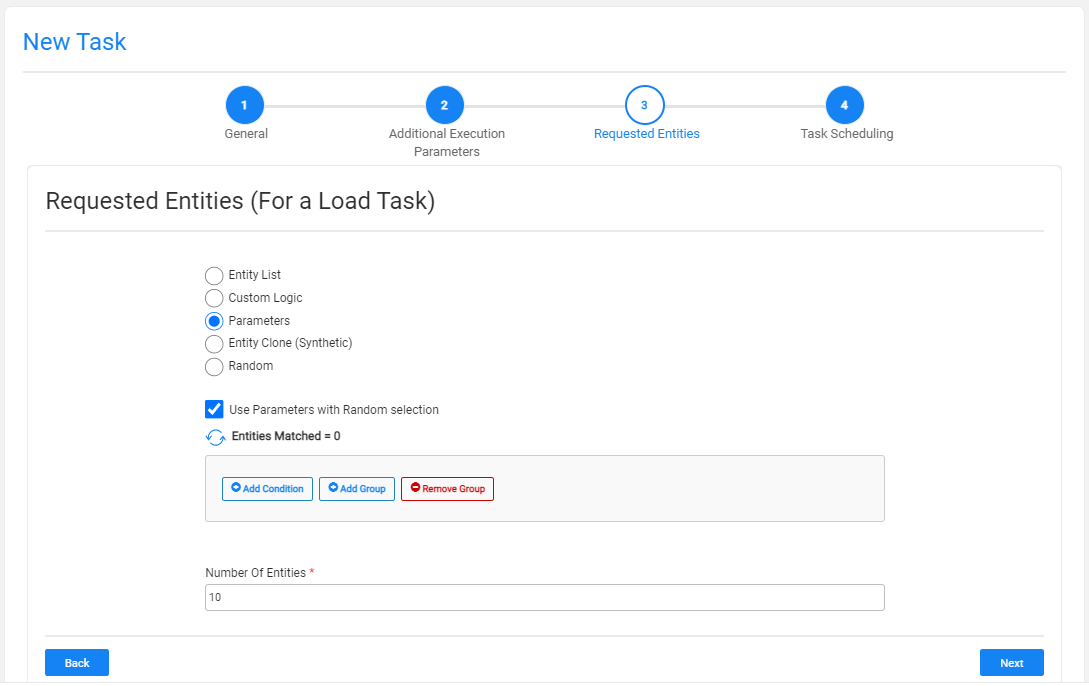 New Task
1
2
3
4
General
Additional Execution
Parameters
Requested Entities
Task Scheduling
Requested Entities (For a Load Task)
Entity List
Custom Logic
Parameters
Entity Clone (Synthetic)
Random
Use Parameters with Random selection
Entities Matched = 0
Add Condition
Add Group
Remove Group
Number Of Entities *
10
Back
Next